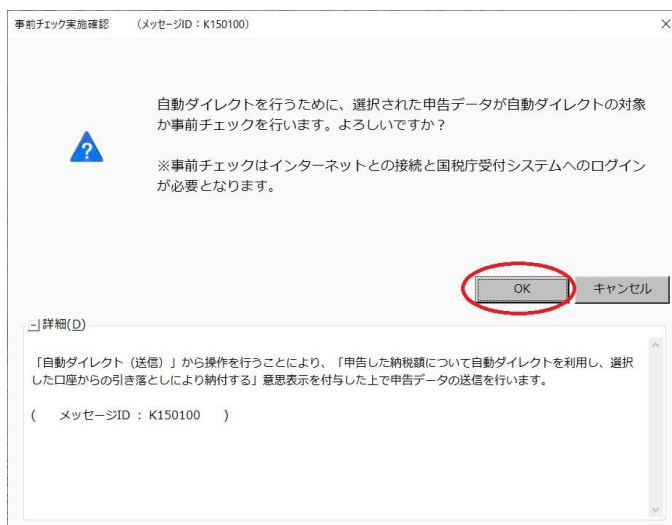 事前チェック実施確認　　(メッセージID：K150100)
自動ダイレクトを行うために、選択された申告データが自動ダイレクトの対象
か事前チェックを行います。よろしいですか？
※事前チェックはインターネットとの接続と国税庁受付システムへのログイン
が必要となります。
OK　キャンセル
詳細(D)
「自動ダイレクト（送信）」から操作を行うことにより、「申告した納税額について自動ダイレクトを利用し、選択
した口座からの引き落としにより納付する」意思表示を付与した上で申告データの送信を行います。
(　メッセージID : K150100　)